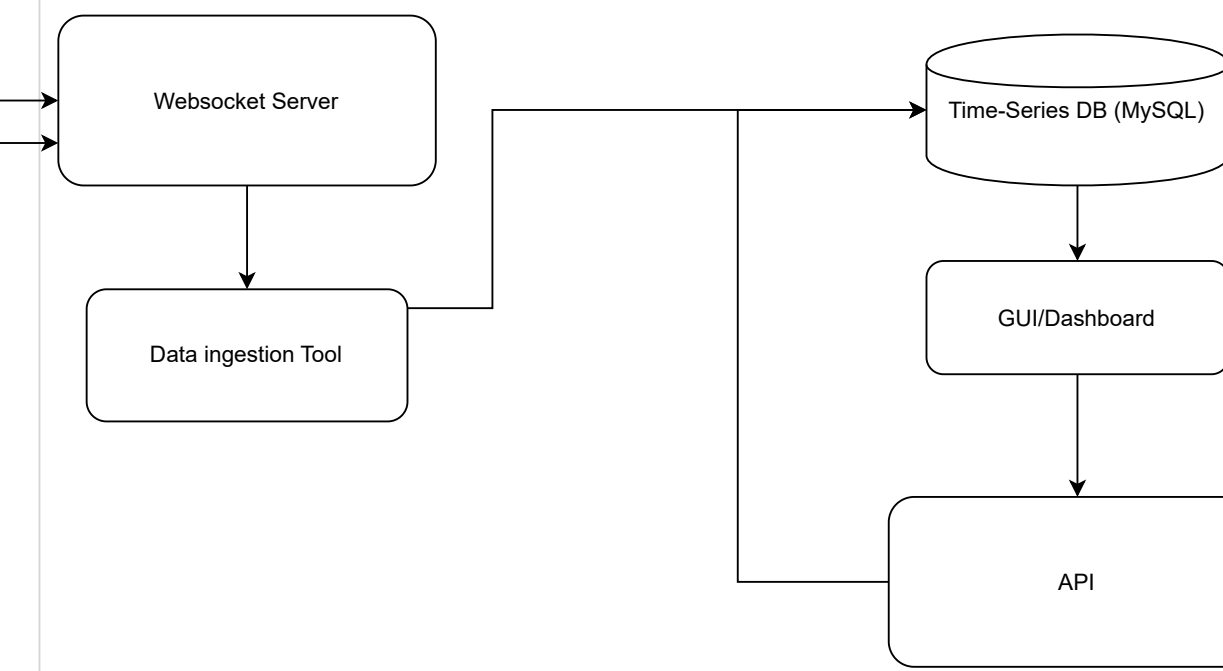 Websocket Server
Time-Series DB (MySQL)
Data ingestion Tool
GUI/Dashboard
API